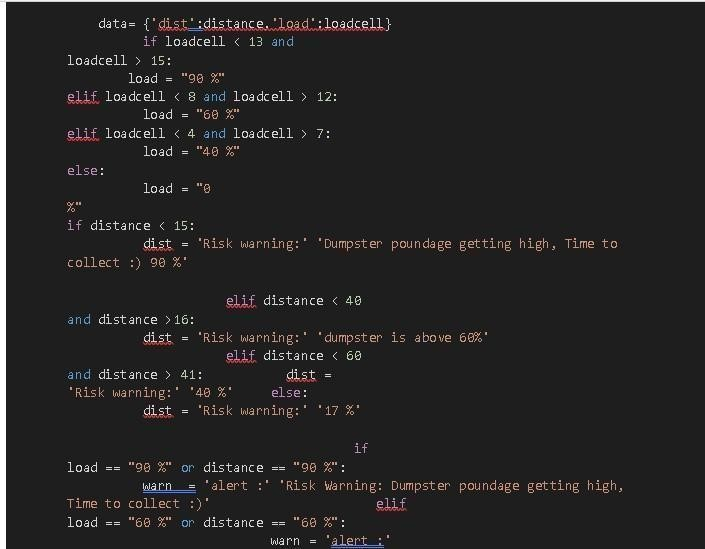 data= {'dist':distance,'load':loadcell}
if loadcell < 13 and
loadcell > 15:
load = "90 %"
elif loadcell < 8 and loadcell > 12:
load = "60 %"
elif loadcell < 4 and loadcell > 7:
load = "40 %"
else:
load = "0
%"
if distance < 15:
dist = 'Risk warning:' 'Dumpster poundage getting high, Time to
collect :) 90 %'
elif distance < 40
and distance >16:
dist = 'Risk warning:' 'dumpster is above 60%'
elif distance < 60
and distance > 41: dist =
'Risk warning:' '40 %' else:
dist = 'Risk warning:' '17 %'
if
load == "90 %" or distance == "90 %":
warn = 'alert :' 'Risk Warning: Dumpster poundage getting high,
Time to collect :)' elif
load == "60 %" or distance == "60 %":
warn = 'alert :'